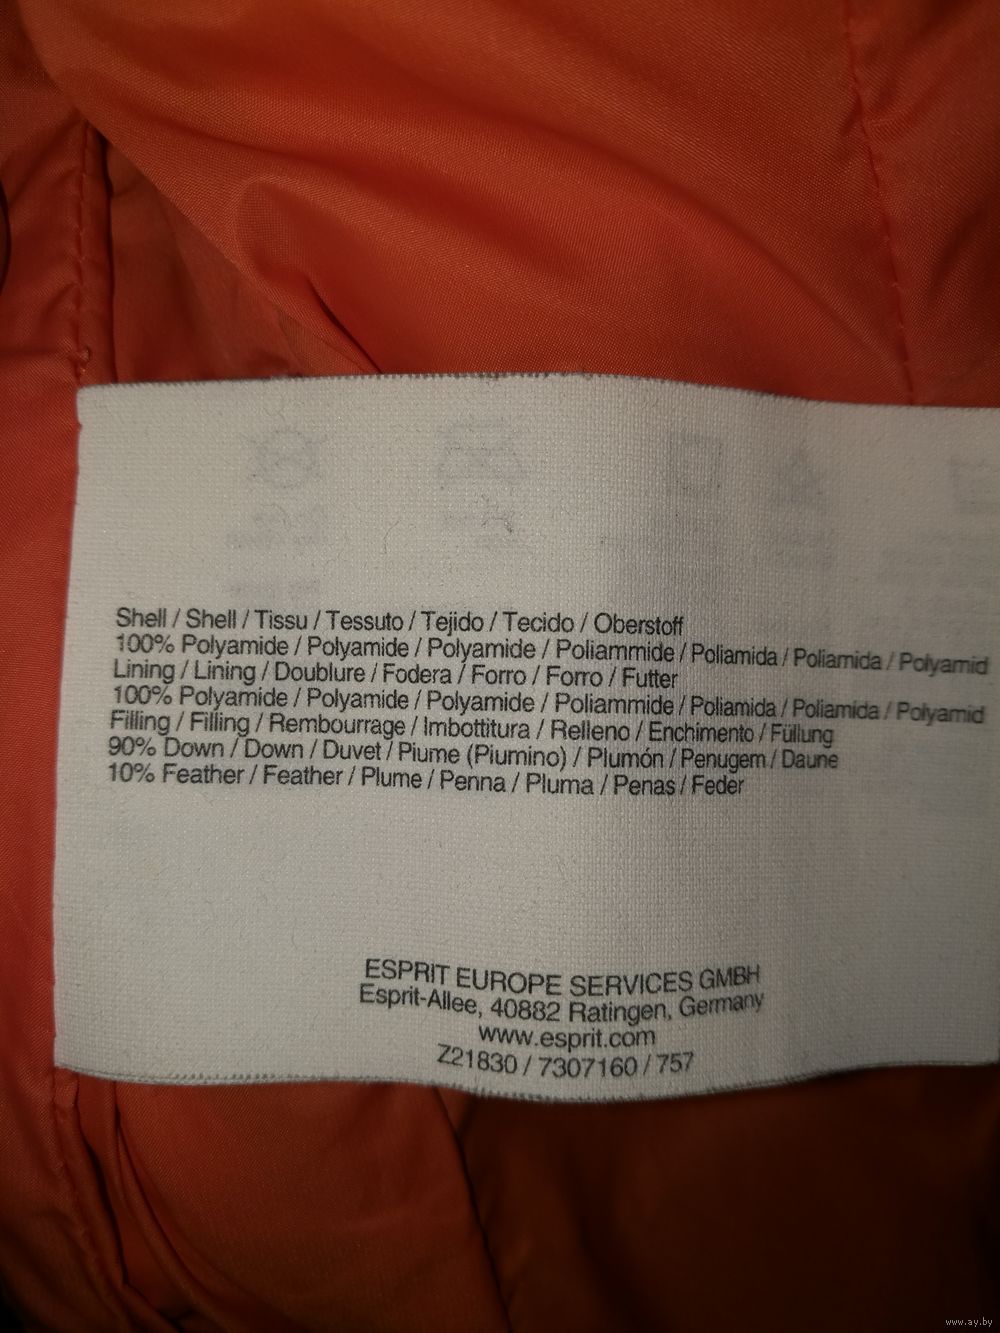 Shell / Shell / Tissu / Tessuto / Tejido / Tecido / Oberstoff
100% Polyamide / Polyamide / Polyamide / Poliammide / Poliamida / Poliamida / Polyamid
Lining / Lining / Doublure / Fodera / Forro / Forro / Futter
100% Polyamide / Polyamide / Polyamide / Poliammide / Poliamida / Poliamida / Polyamid
Filling / Filling / Rembourrage / Imbottitura / Relleno / Enchimento / Füllung
90% Down / Down / Duvet / Piume (Piumino) / Plumón / Penugem / Daune
10% Feather / Feather / Plume / Penna / Pluma / Penas / Feder
ESPRIT EUROPE SERVICES GMBH
Esprit-Allee, 40882 Ratingen, Germany
www.esprit.com
Z21830 / 7307160 / 757
www.ay.by